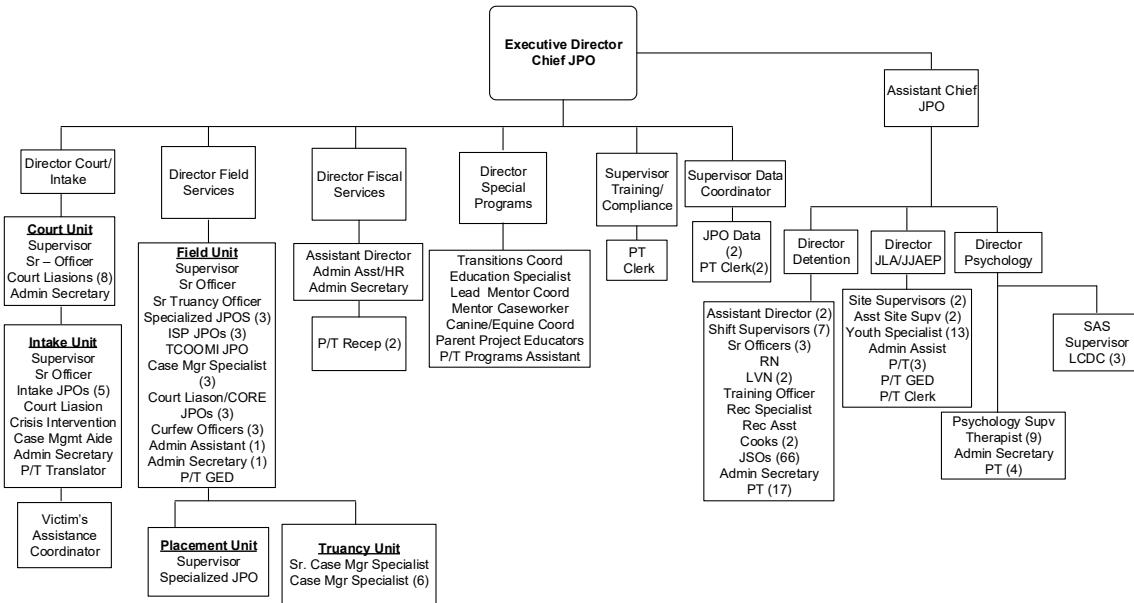 Executive Director
Chief JPO
Assistant Chief
JPO
Director Court/
Intake
Director Field
Services
Director Fiscal
Services
Director
Special
Programs
Supervisor
Training/
Compliance
Supervisor Data
Coordinator
Court Unit
Supervisor
Sr – Officer
Court Liasions (8)
Admin Secretary
Intake Unit
Supervisor
Sr Officer
Intake JPOs (5)
Court Liasion
Crisis Intervention
Case Mgmt Aide
Admin Secretary
P/T Translator
Victim's
Assistance
Coordinator
Field Unit
Supervisor
Sr Officer
Sr Truancy Officer
Specialized JPOS (3)
ISP JPOs (3)
TCOOMI JPO
Case Mgr Specialist
(3)
Court Liason/CORE
JPOs (3)
Curfew Officers (3)
Admin Assistant (1)
Admin Secretary (1)
P/T GED
Placement Unit
Supervisor
Specialized JPO
Truancy Unit
Sr. Case Mgr Specialist
Case Mgr Specialist (6)
Assistant Director
Admin Asst/HR
Admin Secretary
P/T Recep (2)
Transitions Coord
Education Specialist
Lead Mentor Coord
Mentor Caseworker
Canine/Equine Coord
Parent Project Educators
P/T Programs Assistant
PT
Clerk
JPO Data
(2)
PT Clerk(2)
Director
Detention
Director
JLA/JJAEP
Director
Psychology
Assistant Director (2)
Shift Supervisors (7)
Sr Officers (3)
RN
LVN (2)
Training Officer
Rec Specialist
Rec Asst
Cooks (2)
JSOs (66)
Admin Secretary
PT (17)
Site Supervisors (2)
Asst Site Supv (2)
Youth Specialist (13)
Admin Assist
P/T(3)
P/T GED
P/T Clerk
SAS
Supervisor
LCDC (3)
Psychology Supv
Therapist (9)
Admin Secretary
PT (4)